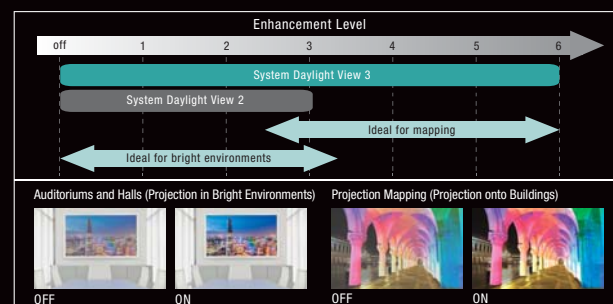 Enhancement Level
off 1 2 3 4 5 6
System Daylight View 3
System Daylight View 2
Ideal for mapping
Ideal for bright environments
Auditoriums and Halls (Projection in Bright Environments)
OFF ON
Projection Mapping (Projection onto Buildings)
OFF ON